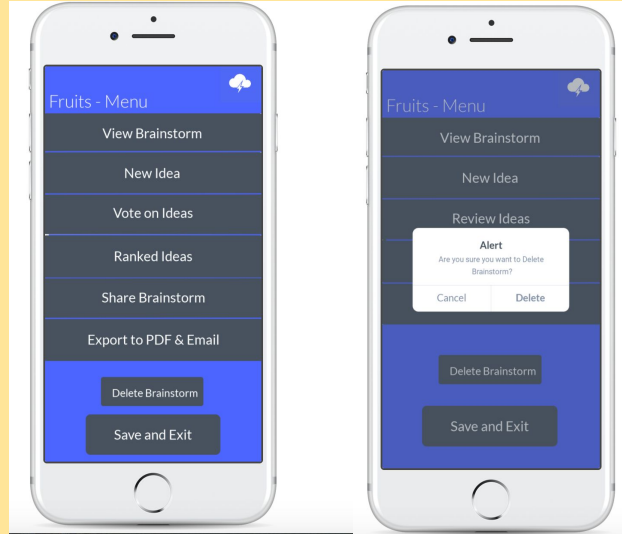 Fruits - Menu
View Brainstorm
New Idea
Vote on Ideas
Ranked Ideas
Share Brainstorm
Export to PDF & Email
Delete Brainstorm
Save and Exit
Fruits - Menu
View Brainstorm
New Idea
Review Ideas
Alert
Are you sure you want to Delete
Brainstorm?
Cancel
Delete
Delete Brainstorm
Save and Exit